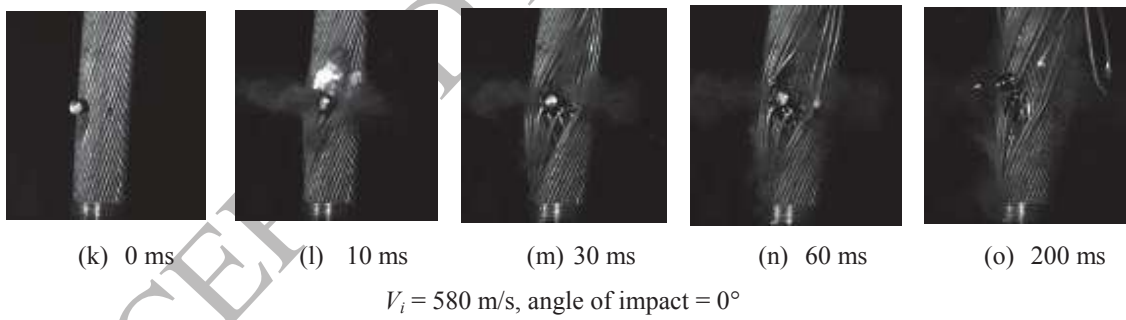 (k) 0 ms (l) 10 ms (m) 30 ms (n) 60 ms (o) 200 ms
V_i = 580 m/s, angle of impact = 0°